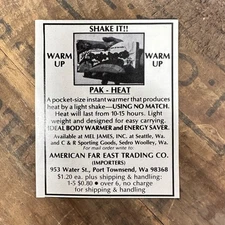 SHAKE IT!!
WARM UP
WARM UP
PAK - HEAT
A pocket-size instant warmer that produces
heat by a light shake—USING NO MATCH.
Heat will last from 10-15 hours. Light
weight and designed for easy carrying.
IDEAL BODY WARMER and ENERGY SAVER.
Available at MEL JAMES, INC. at Seattle, Wa.
and C & R Sporting Goods, Sedro Woolley, Wa.
For mail order write to:
AMERICAN FAR EAST TRADING CO.
(IMPORTERS)
953 Water St., Port Townsend, Wa 98368
$1.20 ea. plus shipping & handling:
1-5 $0.80 • over 6, no charge
for shipping & handling